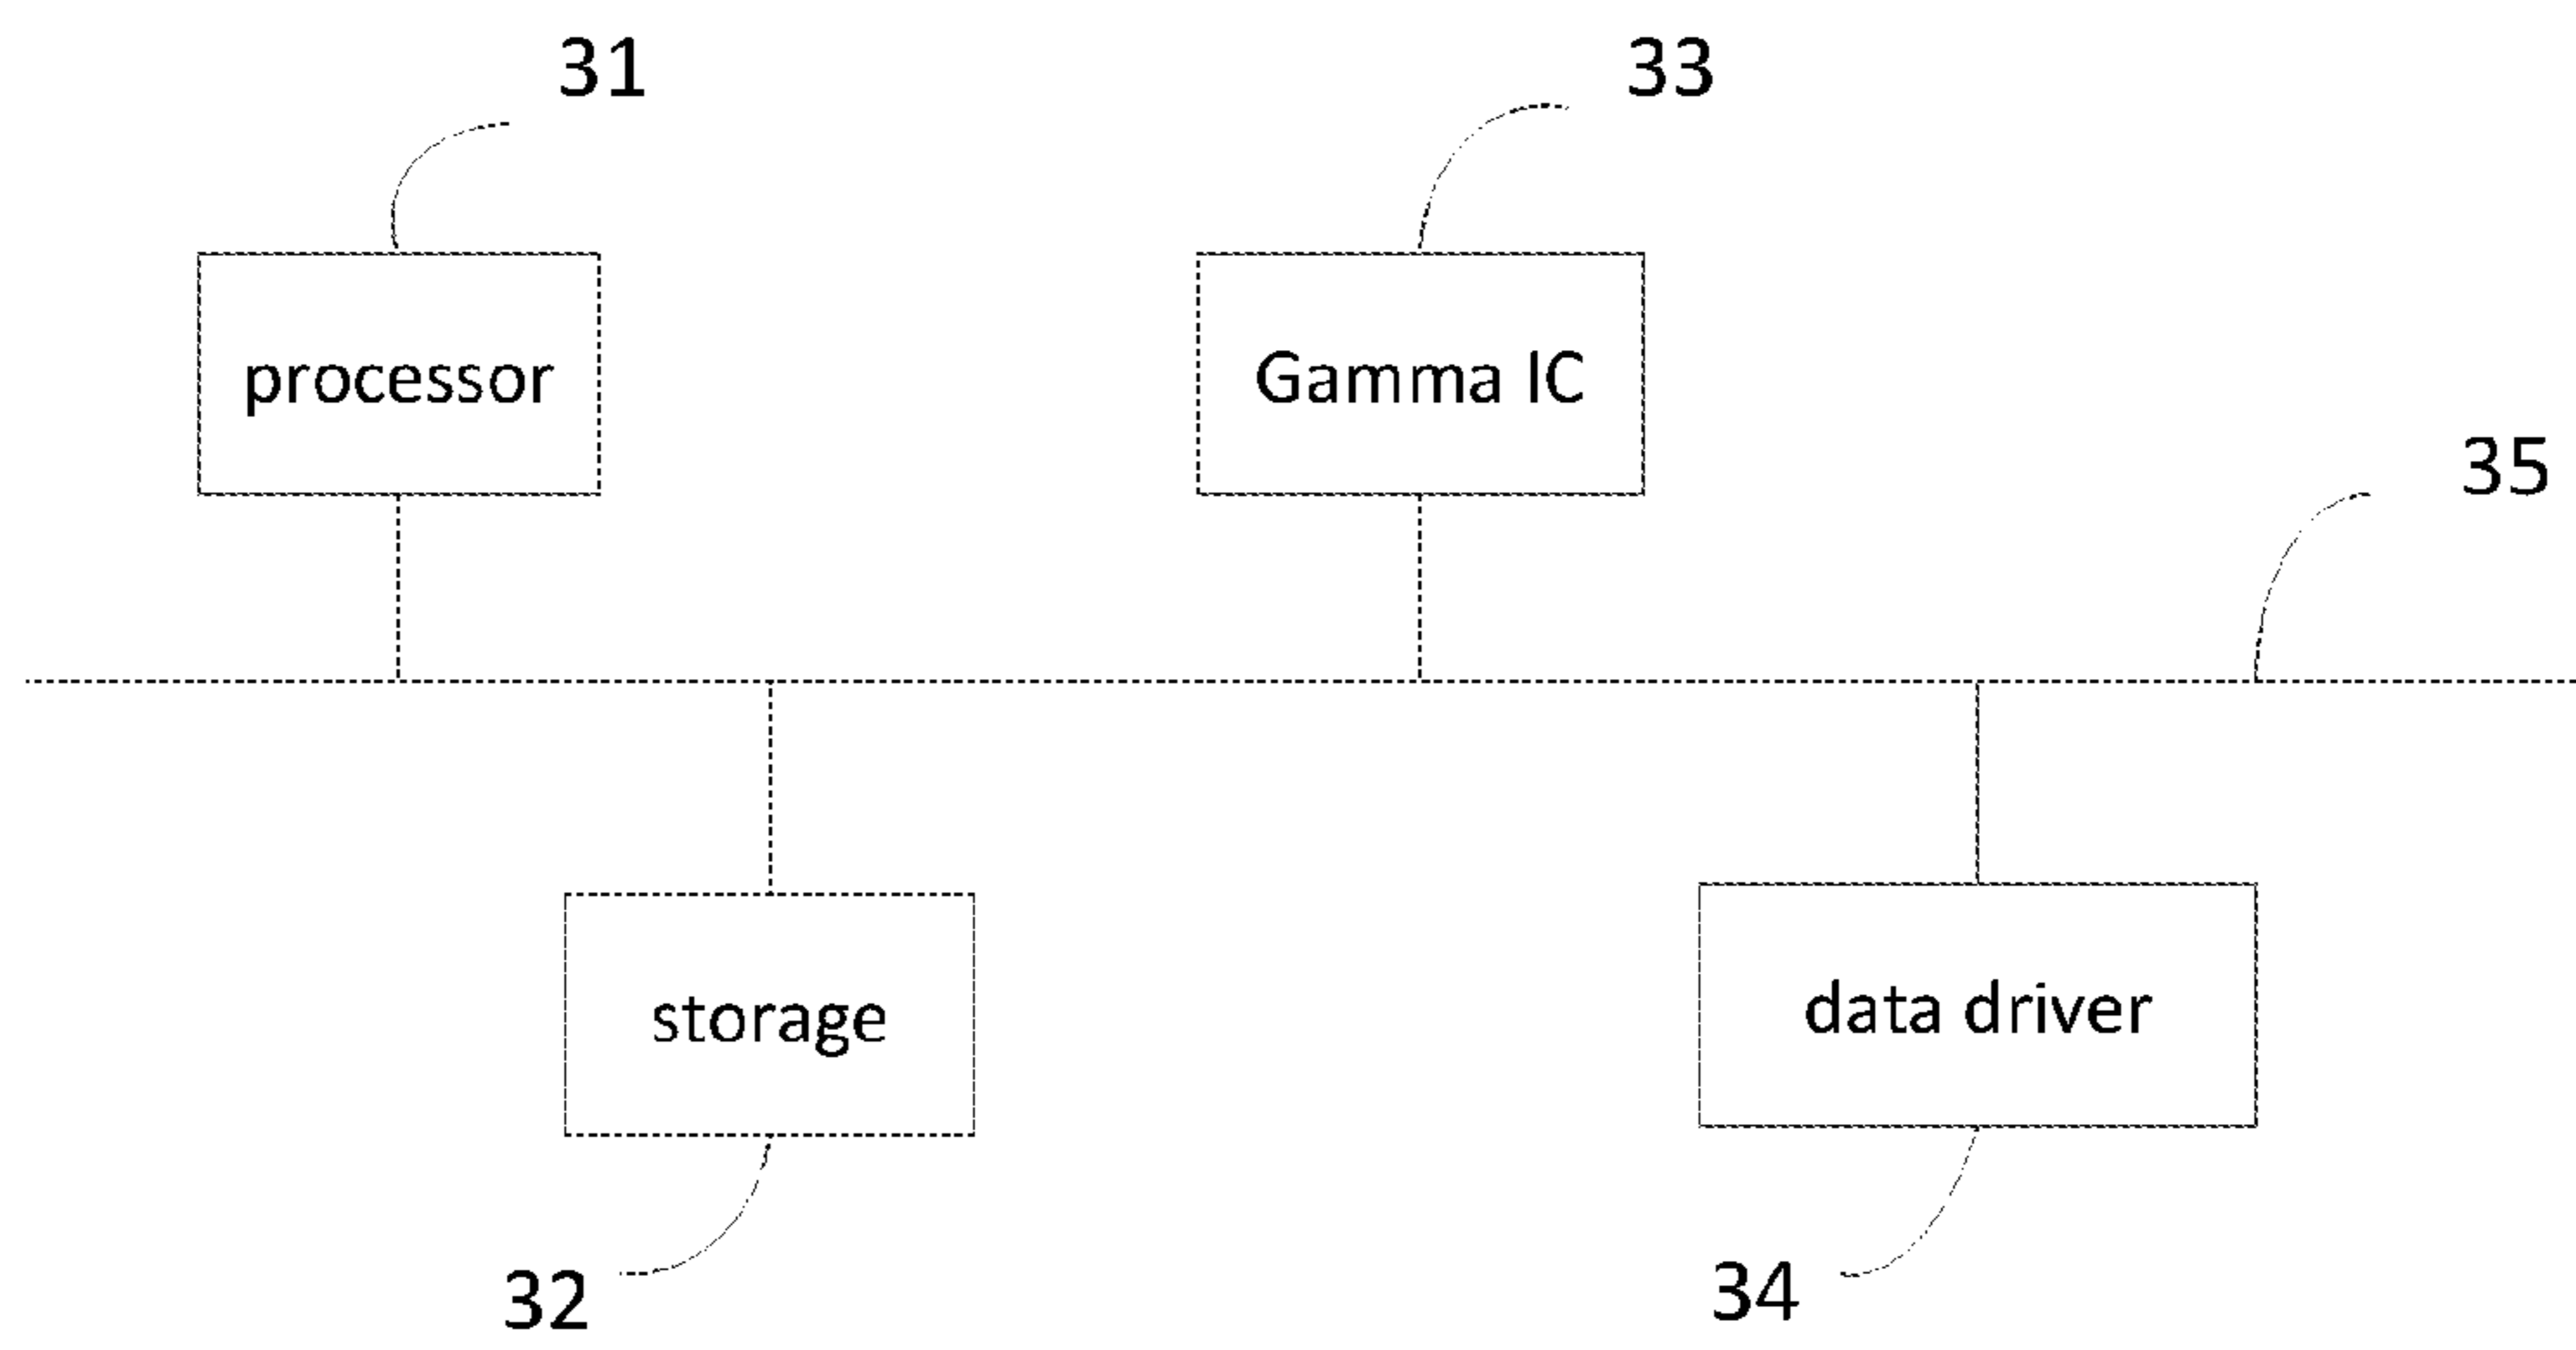 31
33
processor
Gamma IC
35
storage
data driver
32
34